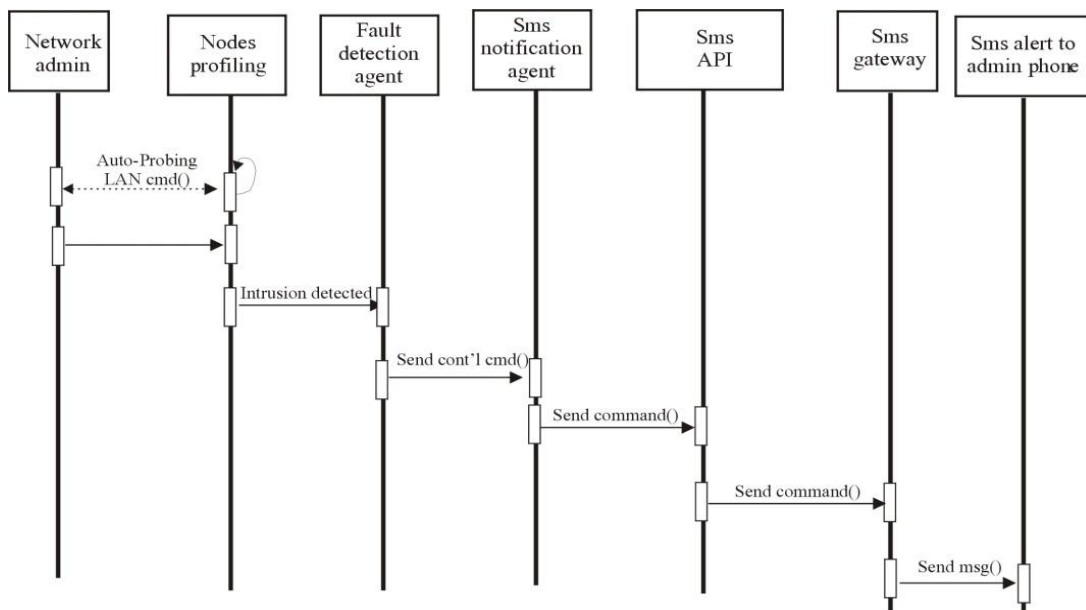 Network
admin
Nodes
profiling
Fault
detection
agent
Sms
notification
agent
Sms
API
Sms
gateway
Sms alert to
admin phone
Auto-Probing
LAN cmd()
Intrusion detected
Send cont'l cmd()
Send command()
Send command()
Send msg()